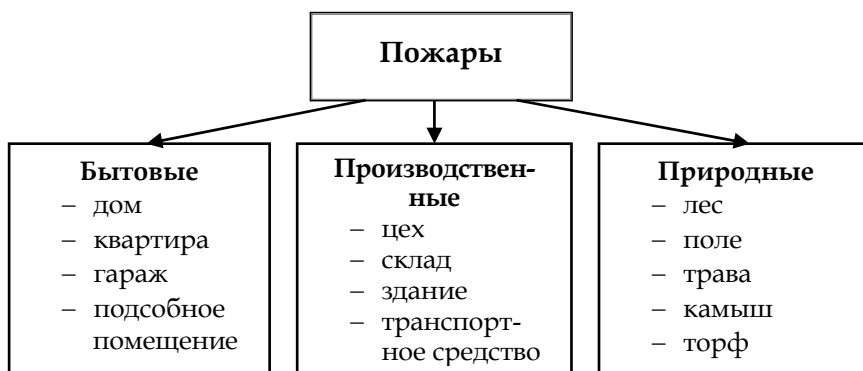 Пожары
Бытовые
– дом
– квартира
– гараж
– подсобное
помещение
Производствен-
ные
– цех
– склад
– здание
– транспорт-
ное средство
Природные
– лес
– поле
– трава
– камыш
– торф